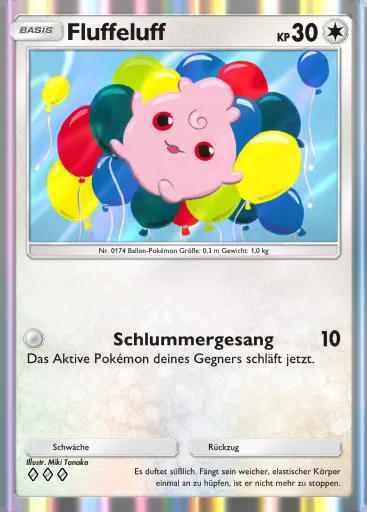 BASIS Fluffeluff KP 30
Nr. 0174 Ballon-Pokémon Größe: 0,3 m Gewicht: 1,0 kg
Schlummergesang 10
Das Aktive Pokémon deines Gegners schläft jetzt.
Schwäche Rückzug
Illustr. Miki Tanaka
Es duftet süßlich. Fängt sein weicher, elastischer Körper
einmal an zu hüpfen, ist er nicht mehr zu stoppen.